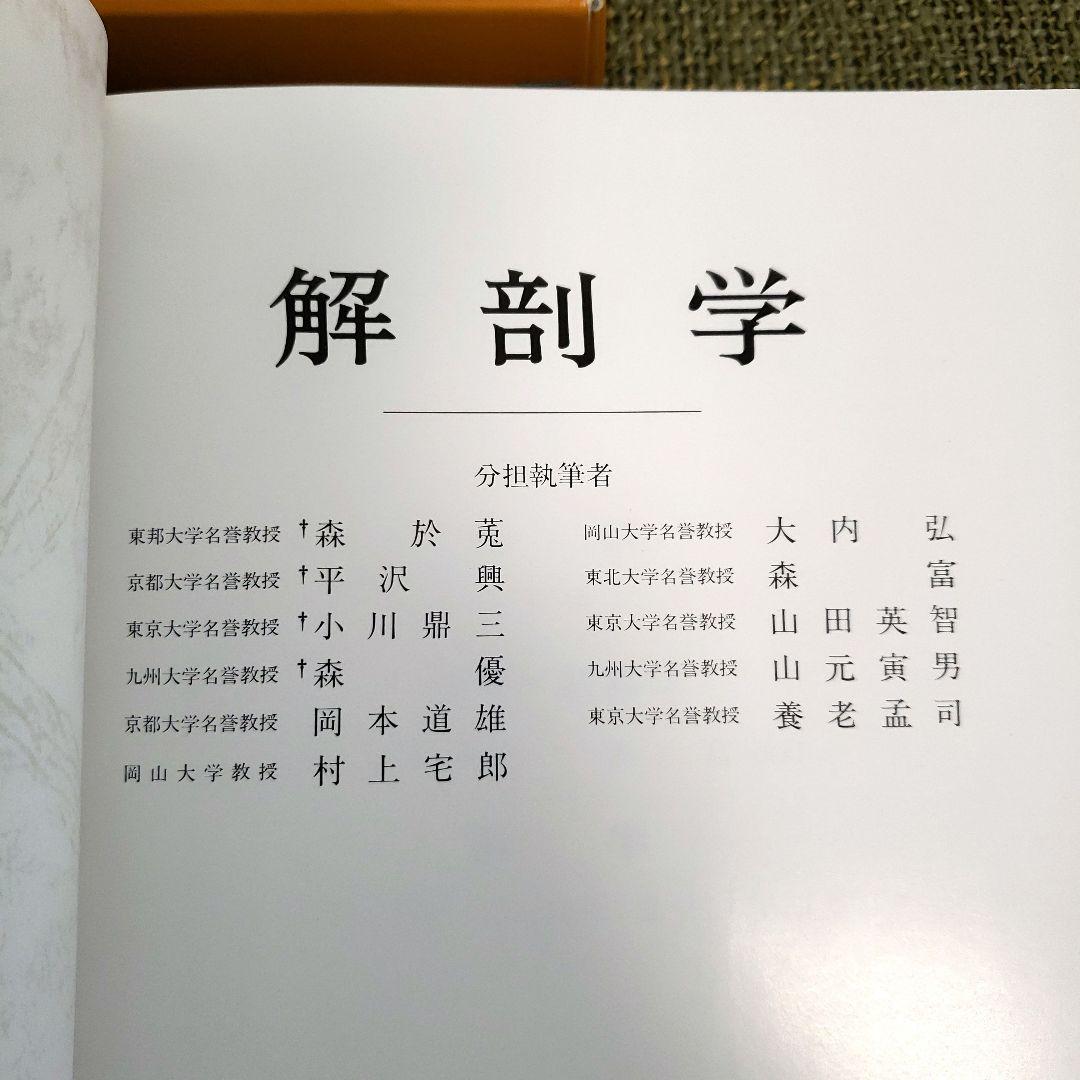 解剖学
分担執筆者
東邦大学名誉教授 †森於菟
京都大学名誉教授 †平沢興
東京大学名誉教授 †小川鼎三
九州大学名誉教授 †森優
京都大学名誉教授 岡本道雄
岡山大学教授 村上宅郎
岡山大学名誉教授 大内弘
東北大学名誉教授 森富
東京大学名誉教授 山田英智
九州大学名誉教授 山元寅男
東京大学名誉教授 養老孟司